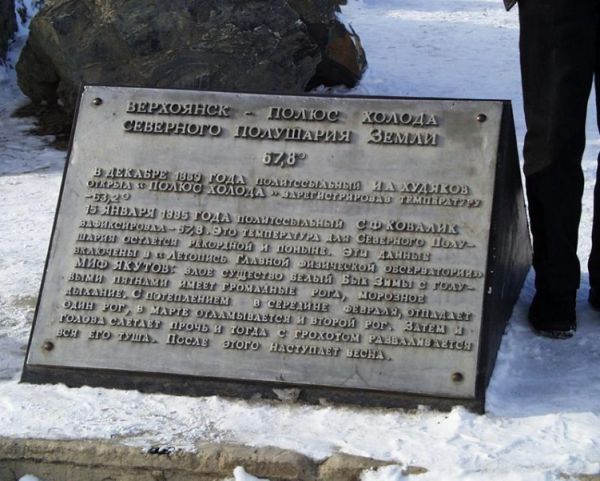 ВЕРХОЯНСК - ПОЛЮС ХОЛОДА
СЕВЕРНОГО ПОЛУШАРИЯ ЗЕМЛИ
67,8°
В ДЕКАБРЕ 1869 ГОДА ПОЛИТССЫЛЬНЫЙ И.А ХУДЯКОВ
ОТКРЫЛ «ПОЛЮС ХОЛОДА» ЗАРЕГИСТРИРОВАВ ТЕМПЕРАТУРУ
-63,2°
15 ЯНВАРЯ 1885 ГОДА ПОЛИТССЫЛЬНЫЙ С Ф КОВАЛИК
ЗАФИКСИРОВАЛ -67,8. ЭТО ТЕМПЕРАТУРА ДЛЯ СЕВЕРНОГО ПОЛУ-
ШАРИЯ ОСТАЕТСЯ РЕКОРДНОЙ И ПОНЫНЕ. ЭТИ ДАННЫЕ
ВКЛЮЧЕНЫ В «ЛЕТОПИСЬ ГЛАВНОЙ ФИЗИЧЕСКОЙ ОБСЕРВАТОРИИ»
МИФ ЯКУТОВ: ЗЛОЕ СУЩЕСТВО БЕЛЫЙ БЫК ЗИМЫ С ГОЛУ-
БЫМИ ПЯТНАМИ ИМЕЕТ ГРОМАДНЫЕ РОГА, МОРОЗНОЕ
ДЫХАНИЕ. С ПОТЕПЛЕНИЕМ В СЕРЕДИНЕ ФЕВРАЛЯ, ОТПАДАЕТ
ОДИН РОГ, В МАРТЕ ОТЛАМЫВАЕТСЯ И ВТОРОЙ РОГ. ЗАТЕМ И
ГОЛОВА СЛЕТАЕТ ПРОЧЬ И ТОГДА С ГРОХОТОМ РАЗВАЛИВАЕТСЯ
ВСЯ ЕГО ТУША. ПОСЛЕ ЭТОГО НАСТУПАЕТ ВЕСНА.